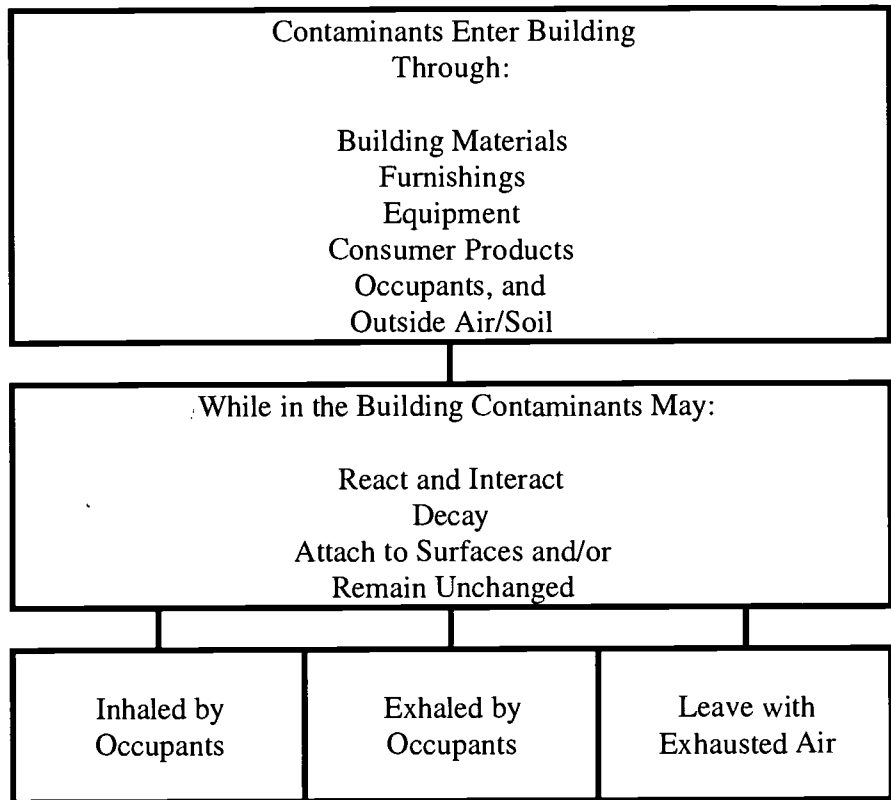 Contaminants Enter Building
Through:
Building Materials
Furnishings
Equipment
Consumer Products
Occupants, and
Outside Air/Soil
While in the Building Contaminants May:
React and Interact
Decay
Attach to Surfaces and/or
Remain Unchanged
Inhaled by
Occupants
Exhaled by
Occupants
Leave with
Exhausted Air